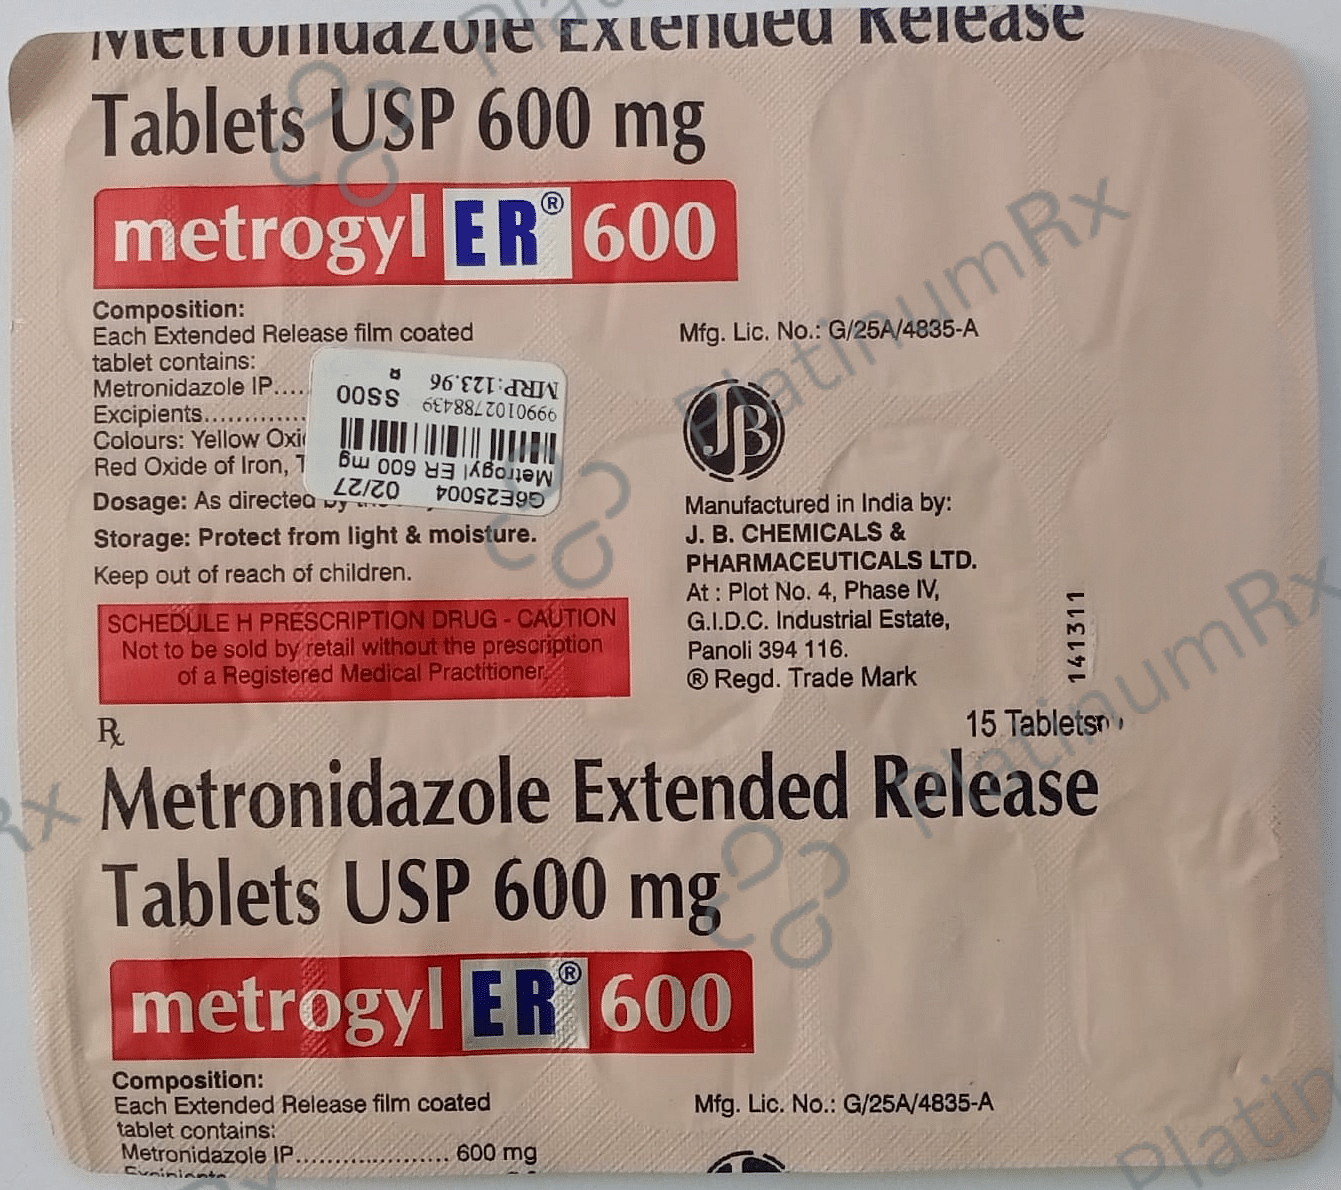 Metronidazole Extended Release
Tablets USP 600 mg
metrogyl ER® 600
Composition:
Each Extended Release film coated
tablet contains:
Metronidazole IP....
Excipients.............
Colours: Yellow
Red Oxide of Iron,
Dosage: As directed
Storage: Protect from light & moisture.
Keep out of reach of children.
SCHEDULE H PRESCRIPTION DRUG - CAUTION
Not to be sold by retail without the prescription
of a Registered Medical Practitioner.
G6E25004 02/27
Metrogyl ER 600 mg
9990102788439 SS00
MRP:123.96
Mfg. Lic. No.: G/25A/4835-A
JB
Manufactured in India by:
J. B. CHEMICALS &
PHARMACEUTICALS LTD.
At : Plot No. 4, Phase IV,
G.I.D.C. Industrial Estate,
Panoli 394 116.
® Regd. Trade Mark
141311
Rx
15 Tablets
Metronidazole Extended Release
Tablets USP 600 mg
metrogyl ER® 600
Composition:
Each Extended Release film coated
tablet contains:
Metronidazole IP.................... 600 mg
Excipients
Mfg. Lic. No.: G/25A/4835-A
PlatinumRx
PlatinumRx